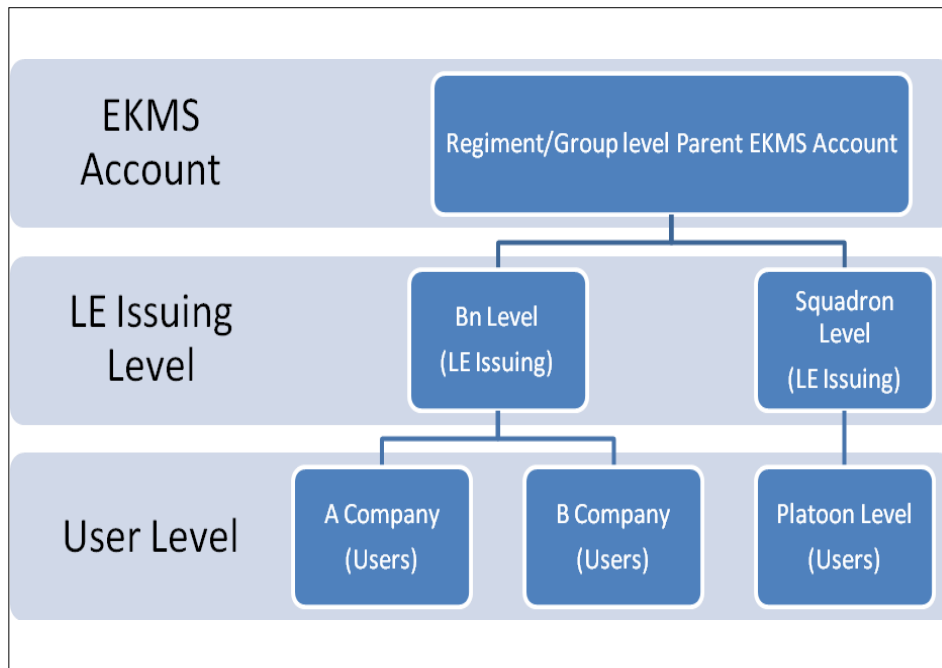 EKMS
Account
Regiment/Group level Parent EKMS Account
LE Issuing
Level
Bn Level
(LE Issuing)
Squadron
Level
(LE Issuing)
User Level
A Company
(Users)
B Company
(Users)
Platoon Level
(Users)